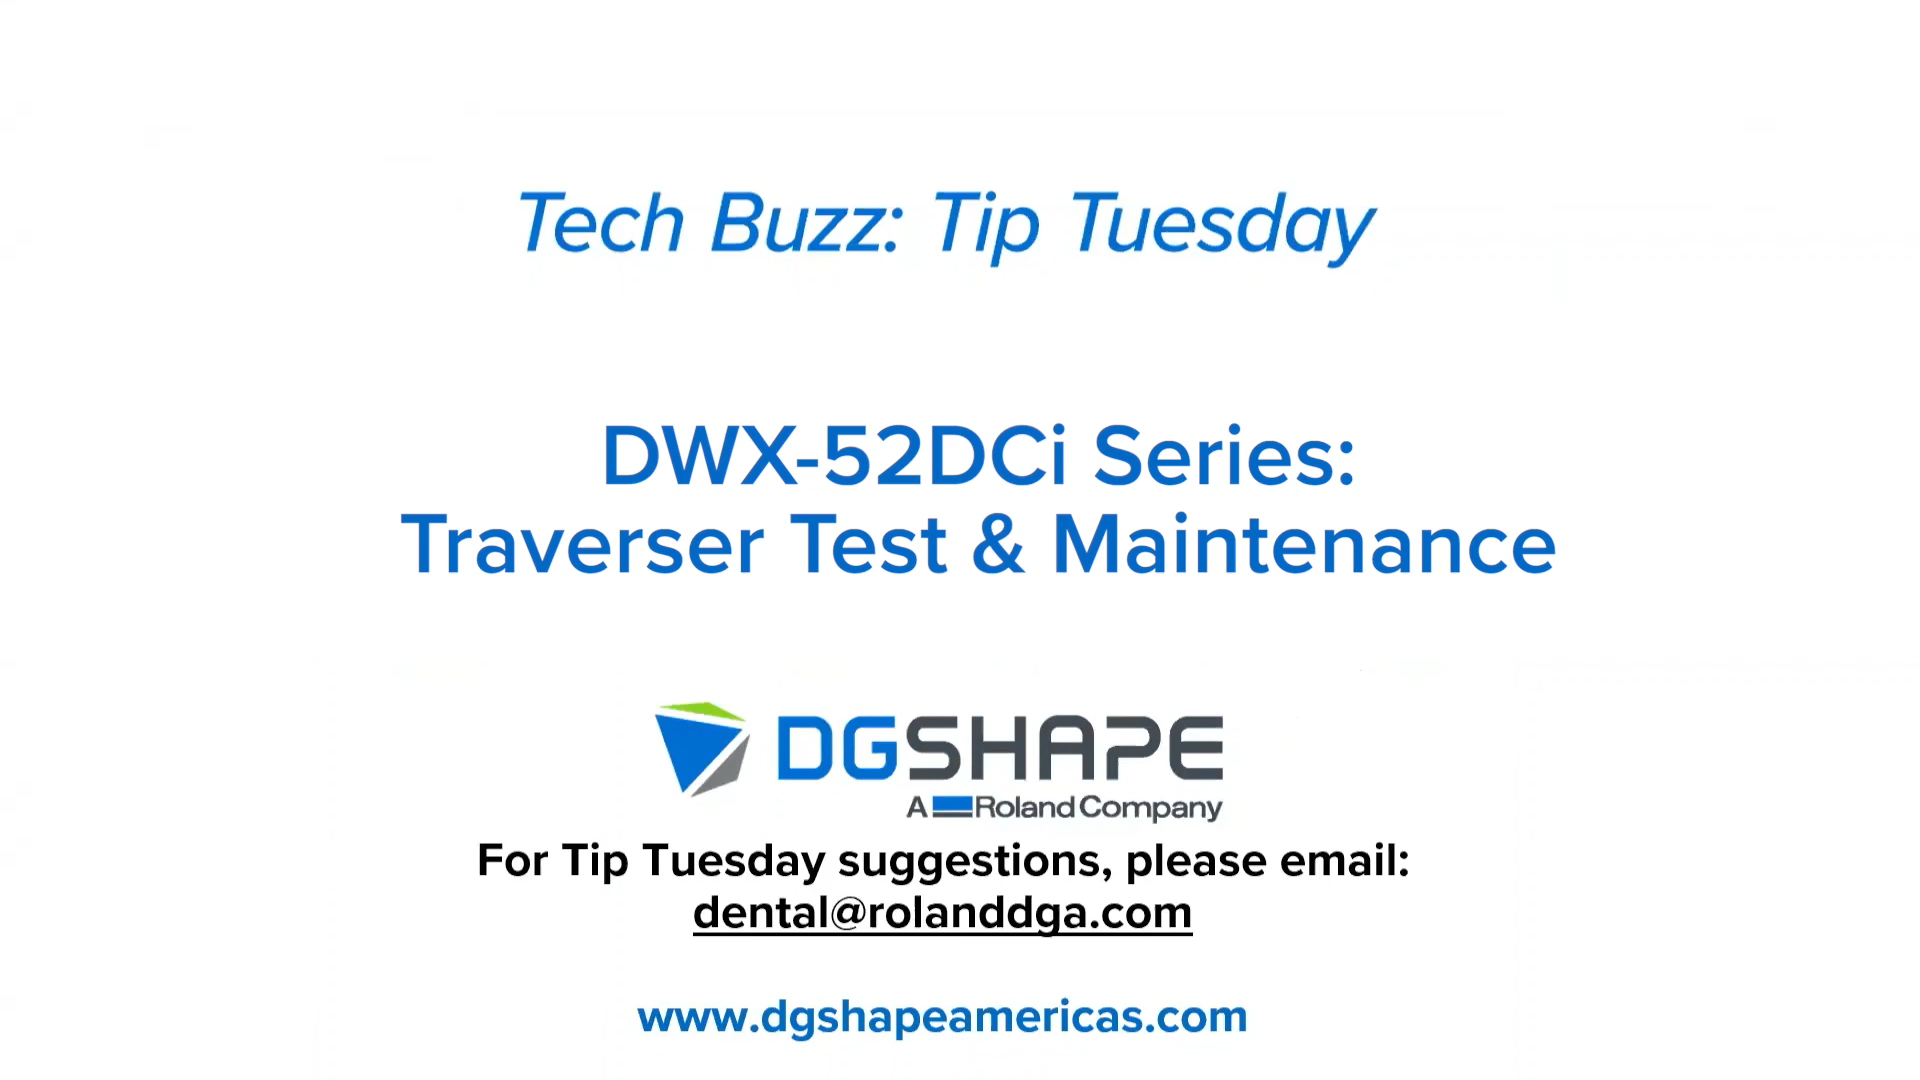 Tech Buzz: Tip Tuesday
DWX-52DCi Series:
Traverser Test & Maintenance
DGSHAPE
A Roland Company
For Tip Tuesday suggestions, please email:
dental@rolanddga.com
www.dgshapeamericas.com